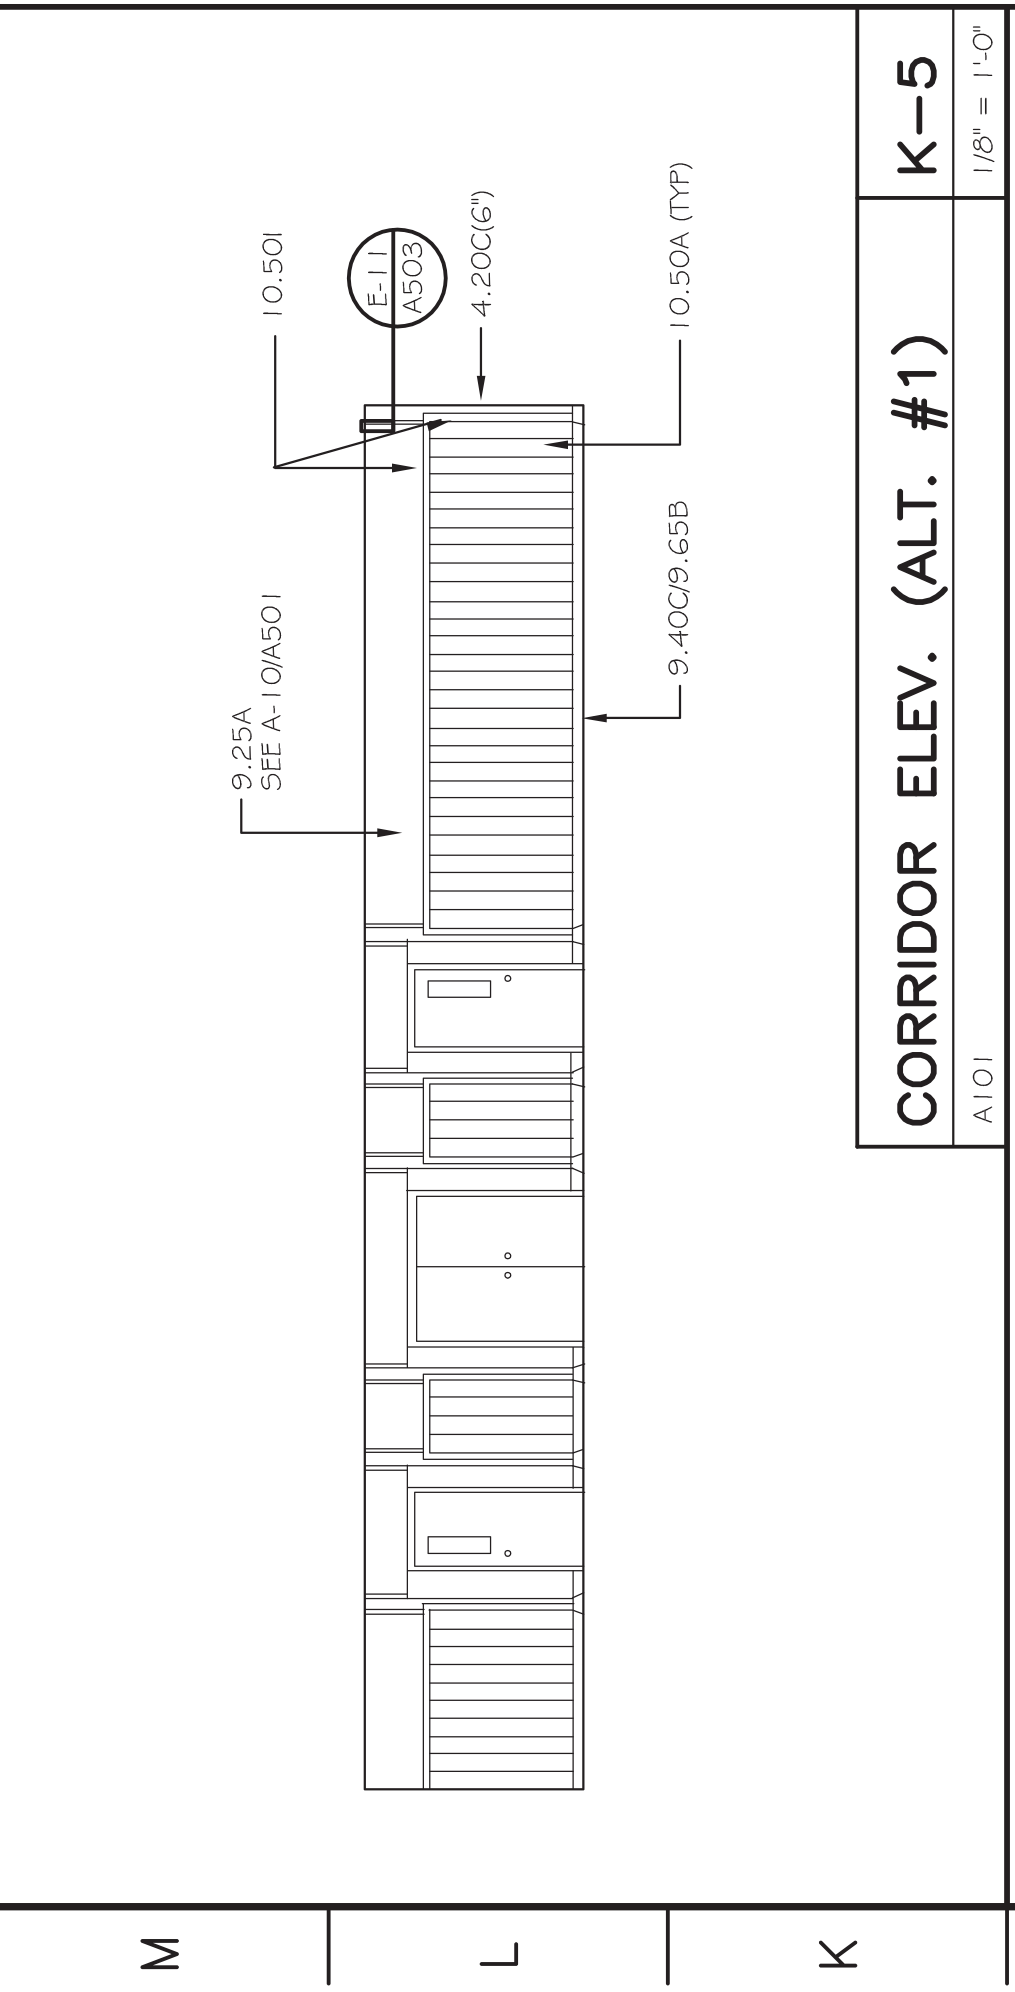 9.25A
SEE A-10/A501
10.501
E-11
A503
4.20C(6")
9.40C/9.65B
10.50A (TYP)
CORRIDOR ELEV. (ALT. #1)
K-5
A101
1/8" = 1'-0"
M
L
K